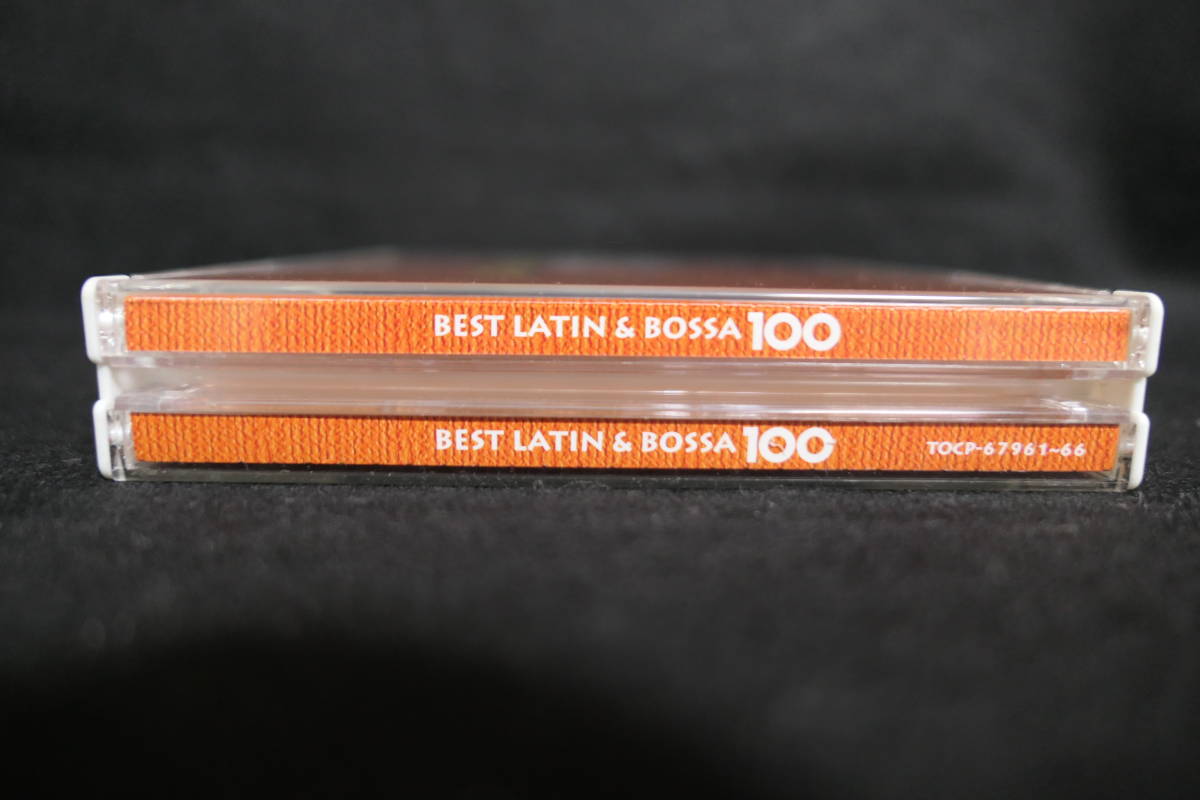 BEST LATIN & BOSSA 100
BEST LATIN & BOSSA 100 TOCP-67961~66